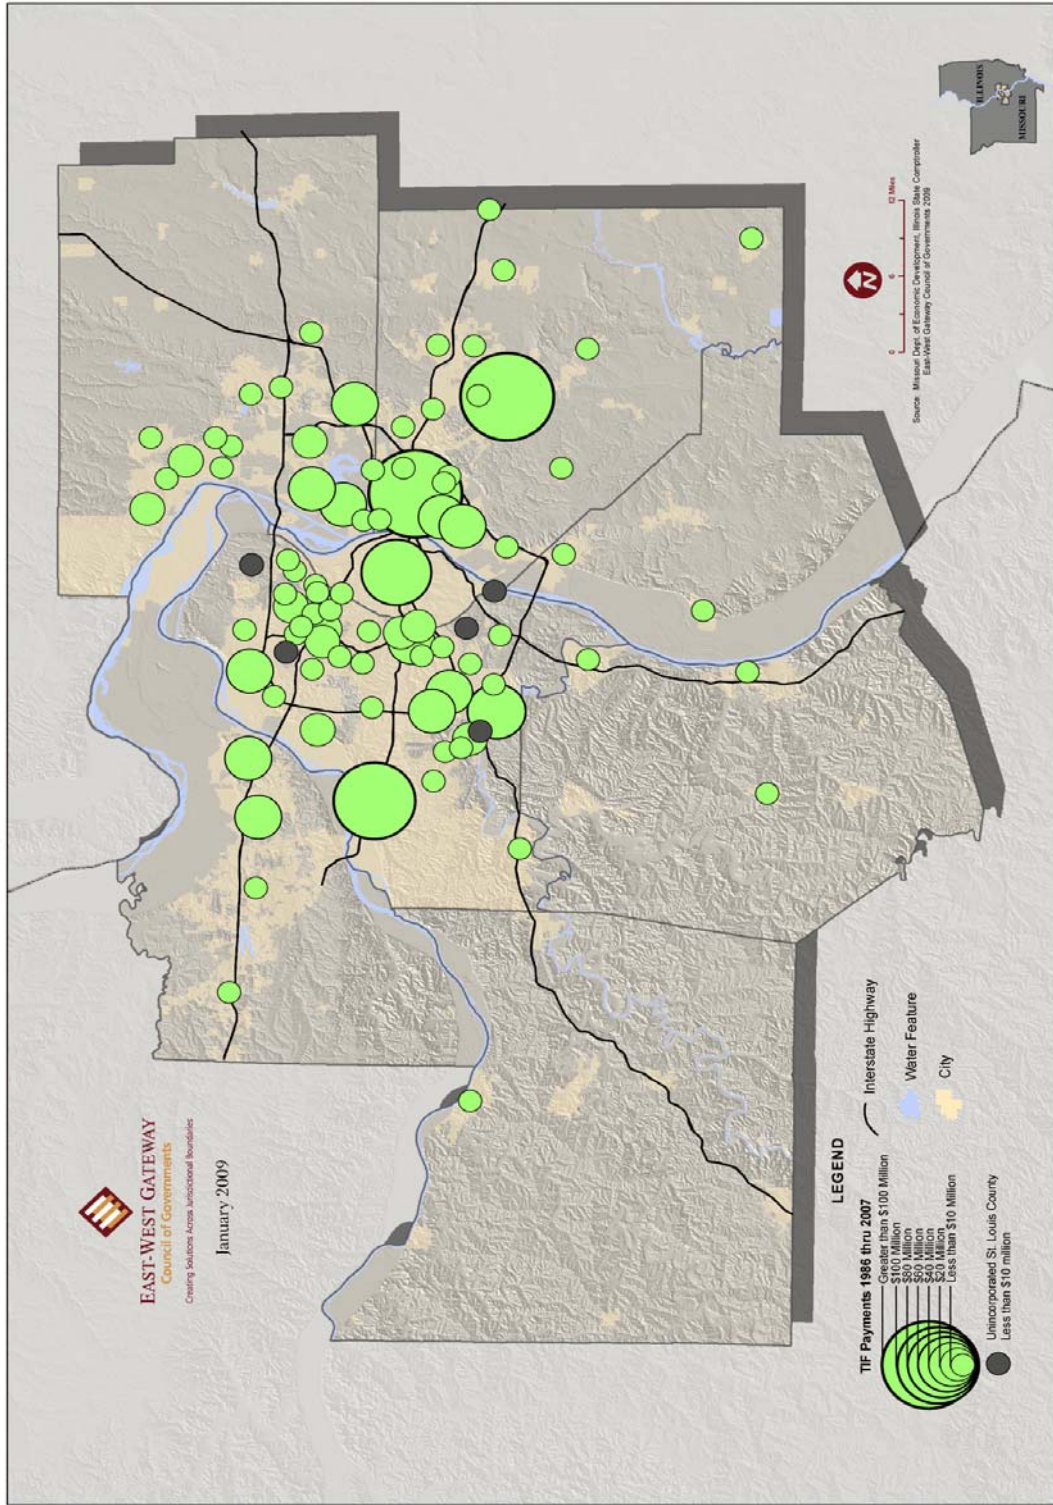 EAST-WEST GATEWAY
Council of Governments
Creating Solutions Across Jurisdictional Boundaries
January 2009
LEGEND
TIF Payments 1986 thru 2007
Greater than $100 Million
$100 Million
$80 Million
$60 Million
$40 Million
$20 Million
Less than $10 Million
Unincorporated St. Louis County
Less than $10 million
Interstate Highway
Water Feature
City
N
0 6 12 Miles
Source: Missouri Dept. of Economic Development, Illinois State Comptroller
East-West Gateway Council of Governments 2009
ILLINOIS
MISSOURI